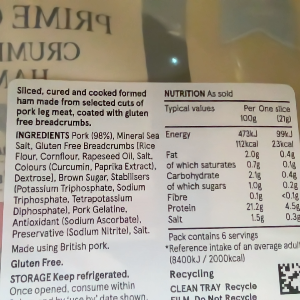 PRIME
CRUM
HAM
Sliced, cured and cooked formed
ham made from selected cuts of
pork leg meat, coated with gluten
free breadcrumbs.
INGREDIENTS Pork (98%), Mineral Sea
Salt, Gluten Free Breadcrumbs [Rice
Flour, Cornflour, Rapeseed Oil, Salt,
Colours (Curcumin, Paprika Extract),
Dextrose], Brown Sugar, Stabilisers
(Potassium Triphosphate, Sodium
Triphosphate, Tetrapotassium
Diphosphate), Pork Gelatine,
Antioxidant (Sodium Ascorbate),
Preservative (Sodium Nitrite), Salt.
Made using British pork.
Gluten Free.
STORAGE Keep refrigerated.
Once opened, consume within
by 'use by' date shown.
NUTRITION As sold
Typical values Per 100g One slice (21g)
Energy 473kJ 99kJ
112kcal 23kcal
Fat 2.0g 0.4g
of which saturates 0.7g 0.1g
Carbohydrate 2.1g 0.4g
of which sugars 1.0g 0.2g
Fibre 0.1g <0.1g
Protein 21.2g 4.5g
Salt 1.5g 0.3g
Pack contains 6 servings
*Reference intake of an average adult
(8400kJ / 2000kcal)
Recycling
CLEAN TRAY Recycle
FILM Do Not Recycle